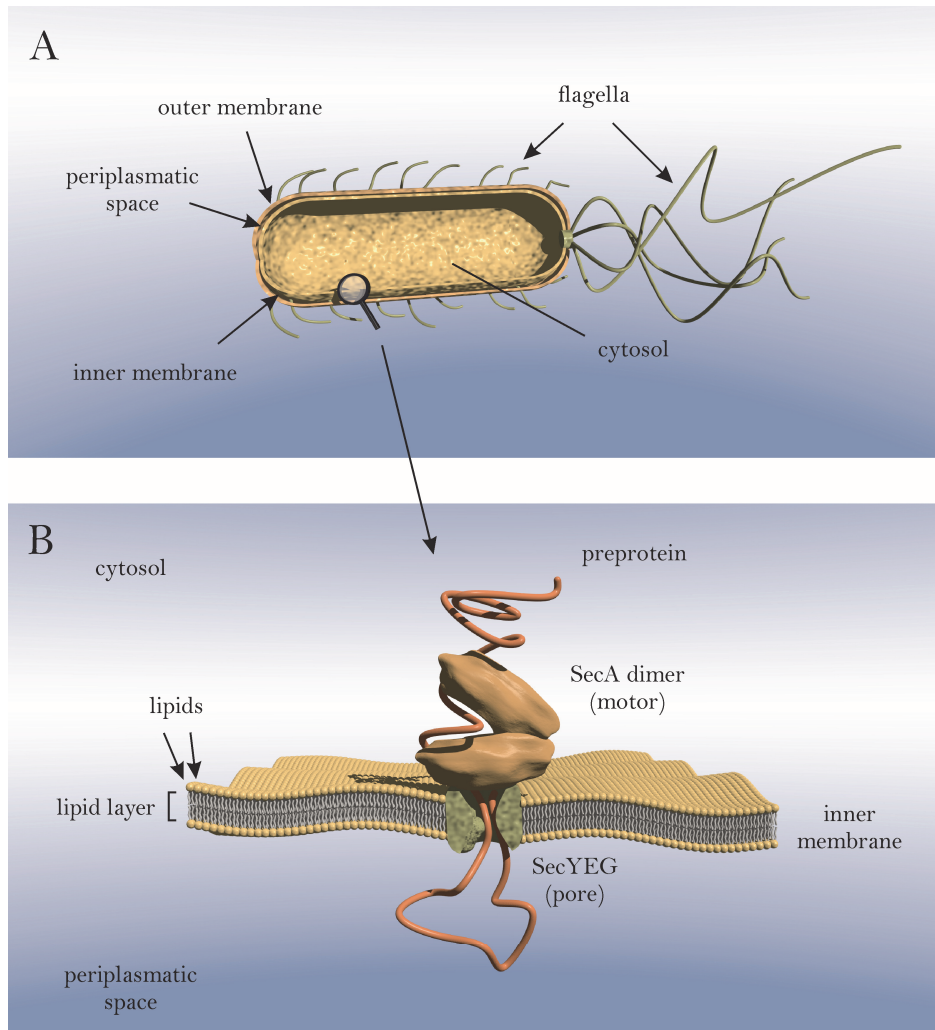 A
flagella
outer membrane
periplasmatic
space
cytosol
inner membrane
B
preprotein
cytosol
SecA dimer
(motor)
lipids
lipid layer
inner
membrane
SecYEG
(pore)
periplasmatic
space